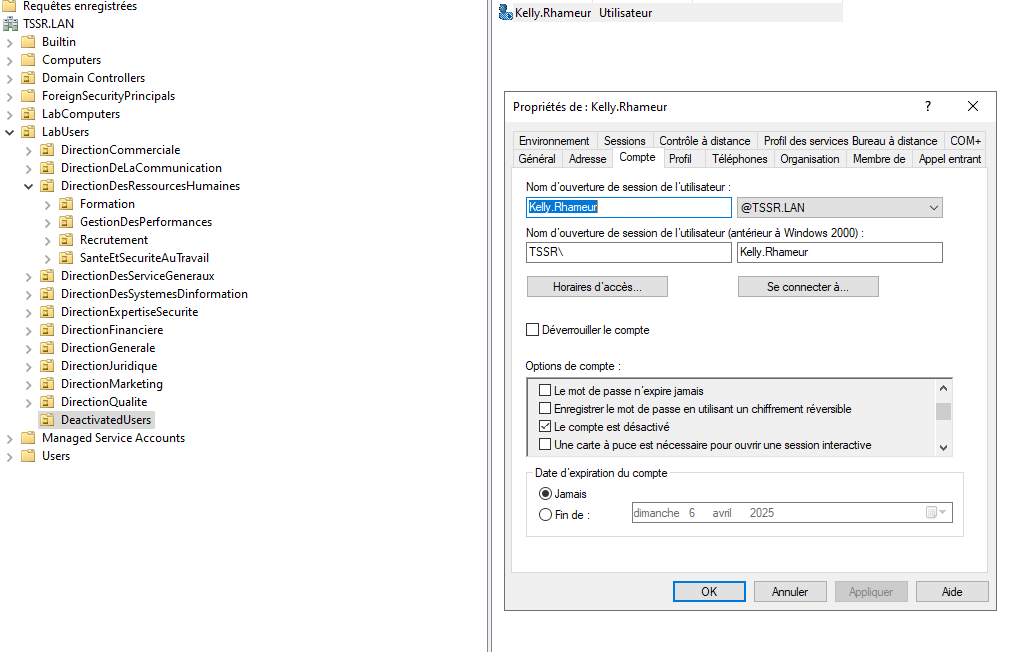 Requêtes enregistrées
TSSR.LAN
Builtin
Computers
Domain Controllers
ForeignSecurityPrincipals
LabComputers
LabUsers
DirectionCommerciale
DirectionDeLaCommunication
DirectionDesRessourcesHumaines
Formation
GestionDesPerformances
Recrutement
SanteEtSecuriteAuTravail
DirectionDesServiceGeneraux
DirectionDesSystemesDinformation
DirectionExpertiseSecurite
DirectionFinanciere
DirectionGenerale
DirectionJuridique
DirectionMarketing
DirectionQualite
DeactivatedUsers
Managed Service Accounts
Users
Kelly.Rhameur Utilisateur
Propriétés de : Kelly.Rhameur ?
Environnement Sessions Contrôle à distance Profil des services Bureau à distance COM+
Général Adresse Compte Profil Téléphones Organisation Membre de Appel entrant
Nom d'ouverture de session de l'utilisateur :
Kelly.Rhameur @TSSR.LAN
Nom d'ouverture de session de l'utilisateur (antérieur à Windows 2000) :
TSSR\ Kelly.Rhameur
Horaires d'accès... Se connecter à...
Déverrouiller le compte
Options de compte :
Le mot de passe n'expire jamais
Enregistrer le mot de passe en utilisant un chiffrement réversible
Le compte est désactivé
Une carte à puce est nécessaire pour ouvrir une session interactive
Date d'expiration du compte
Jamais
Fin de : dimanche 6 avril 2025
OK Annuler Appliquer Aide